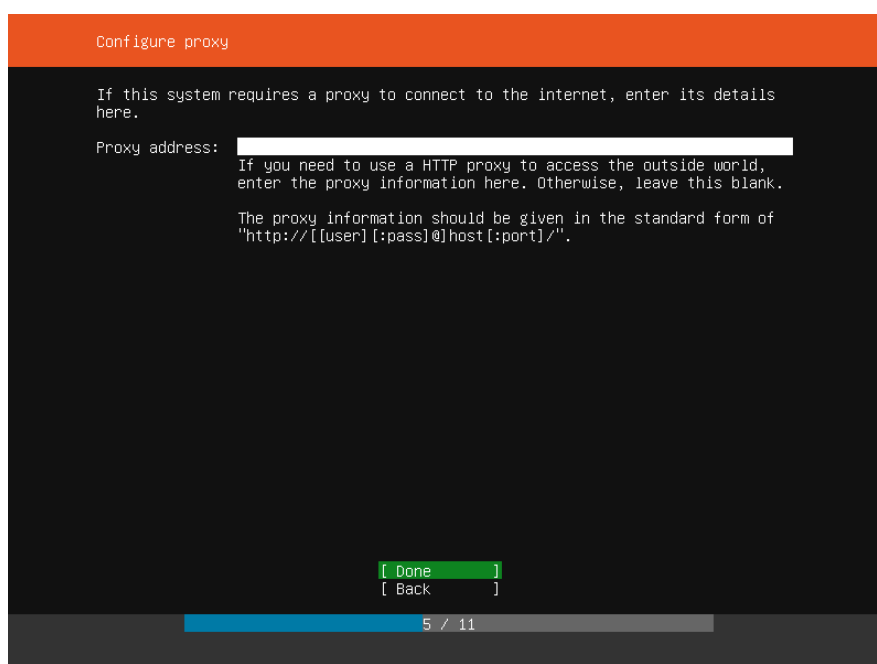 Configure proxy
If this system requires a proxy to connect to the internet, enter its details
here.
Proxy address:
If you need to use a HTTP proxy to access the outside world,
enter the proxy information here. Otherwise, leave this blank.
The proxy information should be given in the standard form of
"http://[[user][:pass]@]host[:port]/".
[ Done ]
[ Back ]
5 / 11